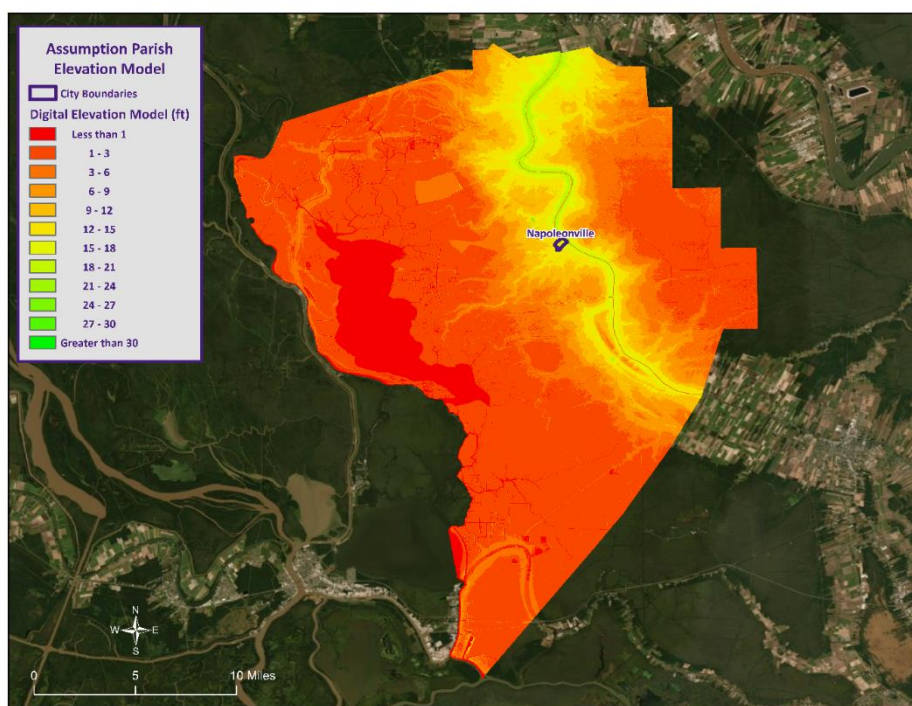 Assumption Parish
Elevation Model
City Boundaries
Digital Elevation Model (ft)
Less than 1
1 - 3
3 - 6
6 - 9
9 - 12
12 - 15
15 - 18
18 - 21
21 - 24
24 - 27
27 - 30
Greater than 30
Napoleonville
N
W E
S
0 5 10 Miles